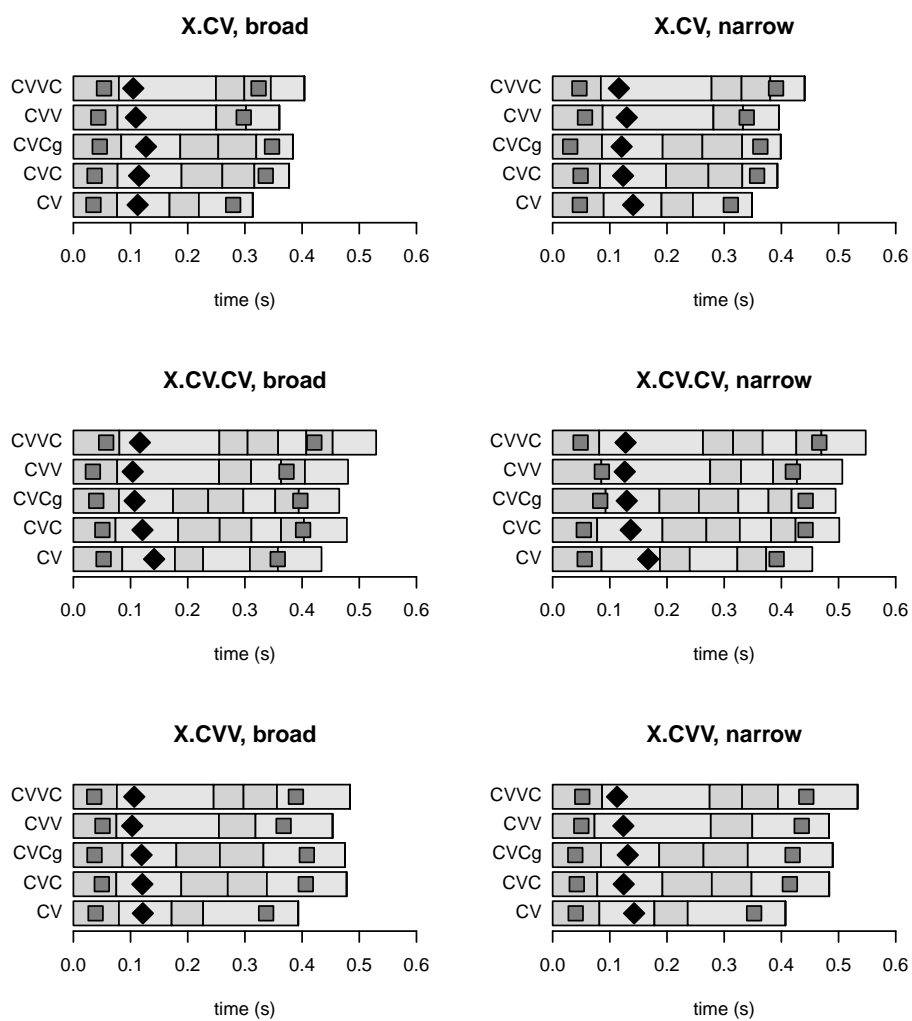 X.CV, broad
CVVC
CVV
CVCg
CVC
CV
0.0 0.1 0.2 0.3 0.4 0.5 0.6
time (s)
X.CV, narrow
CVVC
CVV
CVCg
CVC
CV
0.0 0.1 0.2 0.3 0.4 0.5 0.6
time (s)
X.CV.CV, broad
CVVC
CVV
CVCg
CVC
CV
0.0 0.1 0.2 0.3 0.4 0.5 0.6
time (s)
X.CV.CV, narrow
CVVC
CVV
CVCg
CVC
CV
0.0 0.1 0.2 0.3 0.4 0.5 0.6
time (s)
X.CVV, broad
CVVC
CVV
CVCg
CVC
CV
0.0 0.1 0.2 0.3 0.4 0.5 0.6
time (s)
X.CVV, narrow
CVVC
CVV
CVCg
CVC
CV
0.0 0.1 0.2 0.3 0.4 0.5 0.6
time (s)